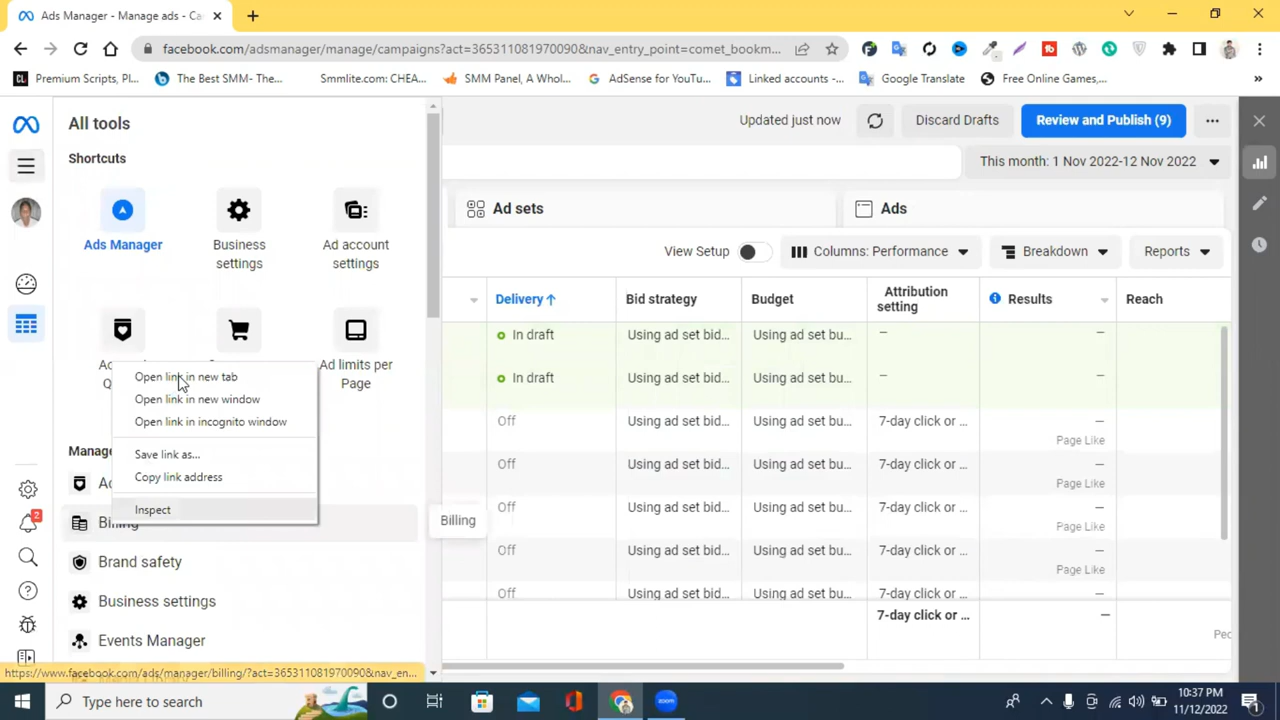 Ads Manager - Manage ads - Ca
facebook.com/adsmanager/manage/campaigns?act=365311081970090&nav_entry_point=comet_bookm...
Premium Scripts, Pl...
The Best SMM- The...
Smmlite.com: CHEA...
SMM Panel, A Whol...
AdSense for YouTu...
Linked accounts -...
Google Translate
Free Online Games,...
»
All tools
Shortcuts
Ads Manager
Business
settings
Ad account
settings
Ad limits per
Page
Open link in new tab
Open link in new window
Open link in incognito window
Save link as...
Copy link address
Inspect
Billing
Billing
Brand safety
Business settings
Events Manager
2
https://www.facebook.com/ads/manager/billing/?act=365311081970090&nav_en...
Updated just now
Discard Drafts
Review and Publish (9)
This month: 1 Nov 2022-12 Nov 2022
Ad sets
Ads
View Setup
Columns: Performance
Breakdown
Reports
Delivery↑
Bid strategy
Budget
Attribution
setting
Results
Reach
In draft
Using ad set bid...
Using ad set bu...
—
—
In draft
Using ad set bid...
Using ad set bu...
—
—
Off
Using ad set bid...
Using ad set bu...
7-day click or ...
—
Page Like
Off
Using ad set bid...
Using ad set bu...
7-day click or ...
—
Page Like
Off
Using ad set bid...
Using ad set bu...
7-day click or ...
—
Page Like
Off
Using ad set bid...
Using ad set bu...
7-day click or ...
—
Page Like
Off
Using ad set bid...
Using ad set bu...
7-day click or ...
—
7-day click or ...
—
Type here to search
zoom
10:37 PM
11/12/2022
1